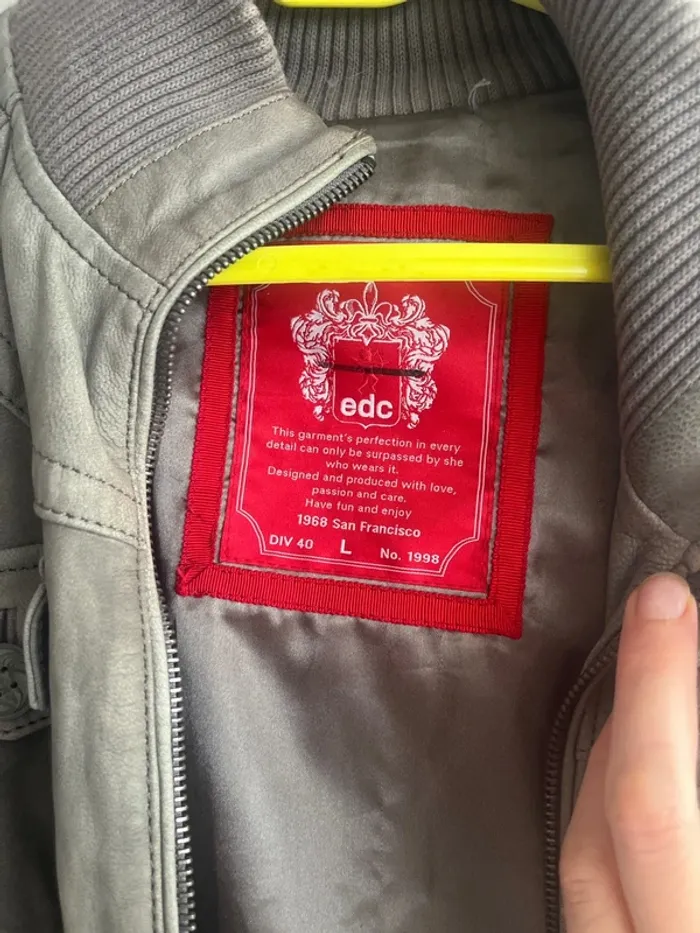 edc
This garment's perfection in every
detail can only be surpassed by she
who wears it.
Designed and produced with love,
passion and care.
Have fun and enjoy
1968 San Francisco
DIV 40 L No. 1998